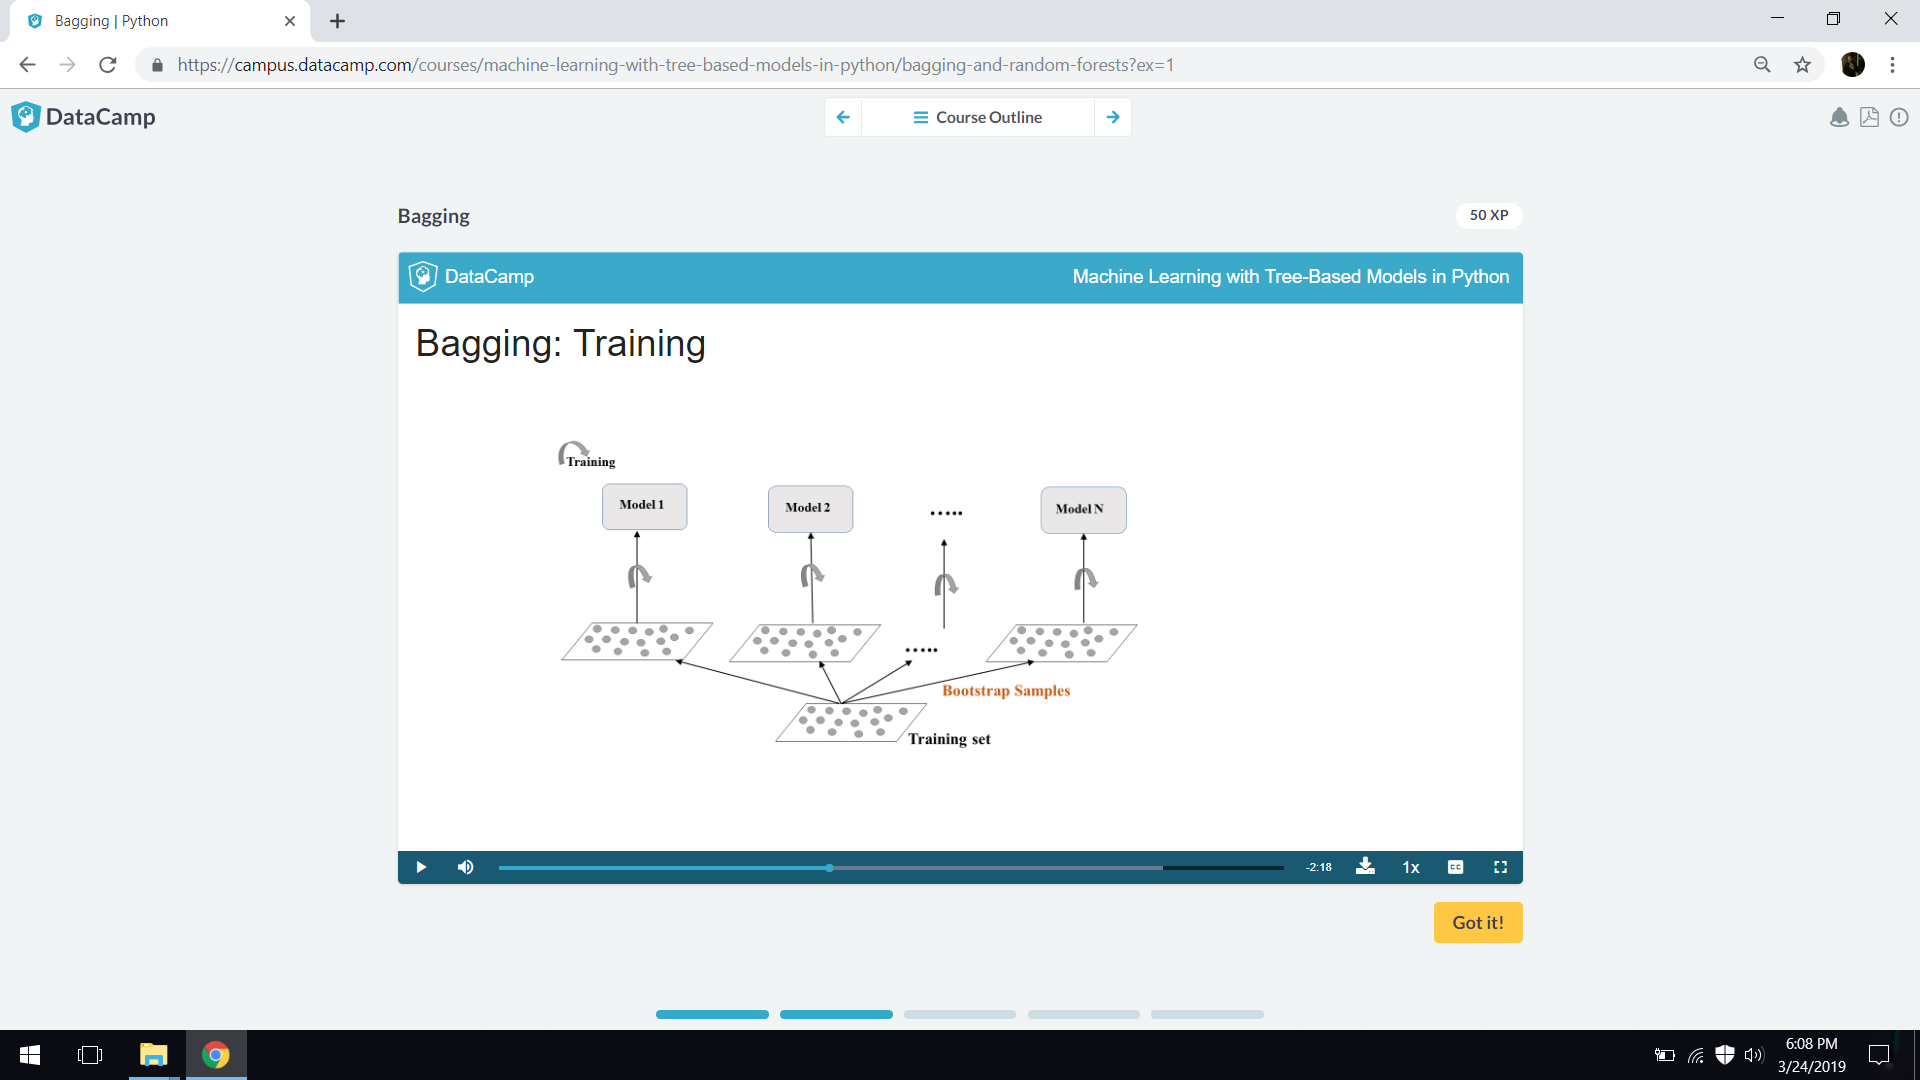 Bagging | Python
https://campus.datacamp.com/courses/machine-learning-with-tree-based-models-in-python/bagging-and-random-forests?ex=1
DataCamp
Course Outline
Bagging
50 XP
DataCamp
Machine Learning with Tree-Based Models in Python
Bagging: Training
Training
Model 1
Model 2
.....
Model N
.....
Bootstrap Samples
Training set
-2:18
1x
CC
Got it!
6:08 PM
3/24/2019